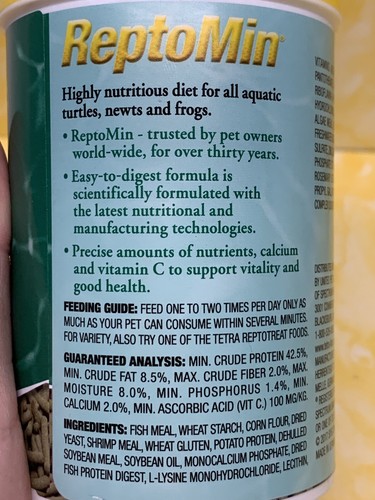 ReptoMin
Highly nutritious diet for all aquatic
turtles, newts and frogs.
• ReptoMin - trusted by pet owners
world-wide, for over thirty years.
• Easy-to-digest formula is
scientifically formulated with
the latest nutritional and
manufacturing technologies.
• Precise amounts of nutrients, calcium
and vitamin C to support vitality and
good health.
FEEDING GUIDE: FEED ONE TO TWO TIMES PER DAY ONLY AS
MUCH AS YOUR PET CAN CONSUME WITHIN SEVERAL MINUTES.
FOR VARIETY, ALSO TRY ONE OF THE TETRA REPTOTREAT FOODS.
GUARANTEED ANALYSIS: MIN. CRUDE PROTEIN 42.5%,
MIN. CRUDE FAT 8.5%, MAX. CRUDE FIBER 2.0%, MAX.
MOISTURE 8.0%, MIN. PHOSPHORUS 1.4%, MIN.
CALCIUM 2.0%, MIN. ASCORBIC ACID (VIT C.) 100 MG/KG.
INGREDIENTS: FISH MEAL, WHEAT STARCH, CORN FLOUR, DRIED
YEAST, SHRIMP MEAL, WHEAT GLUTEN, POTATO PROTEIN, DEHULLED
SOYBEAN MEAL, SOYBEAN OIL, MONOCALCIUM PHOSPHATE, DRIED
FISH PROTEIN DIGEST, L-LYSINE MONOHYDROCHLORIDE, LECITHIN,